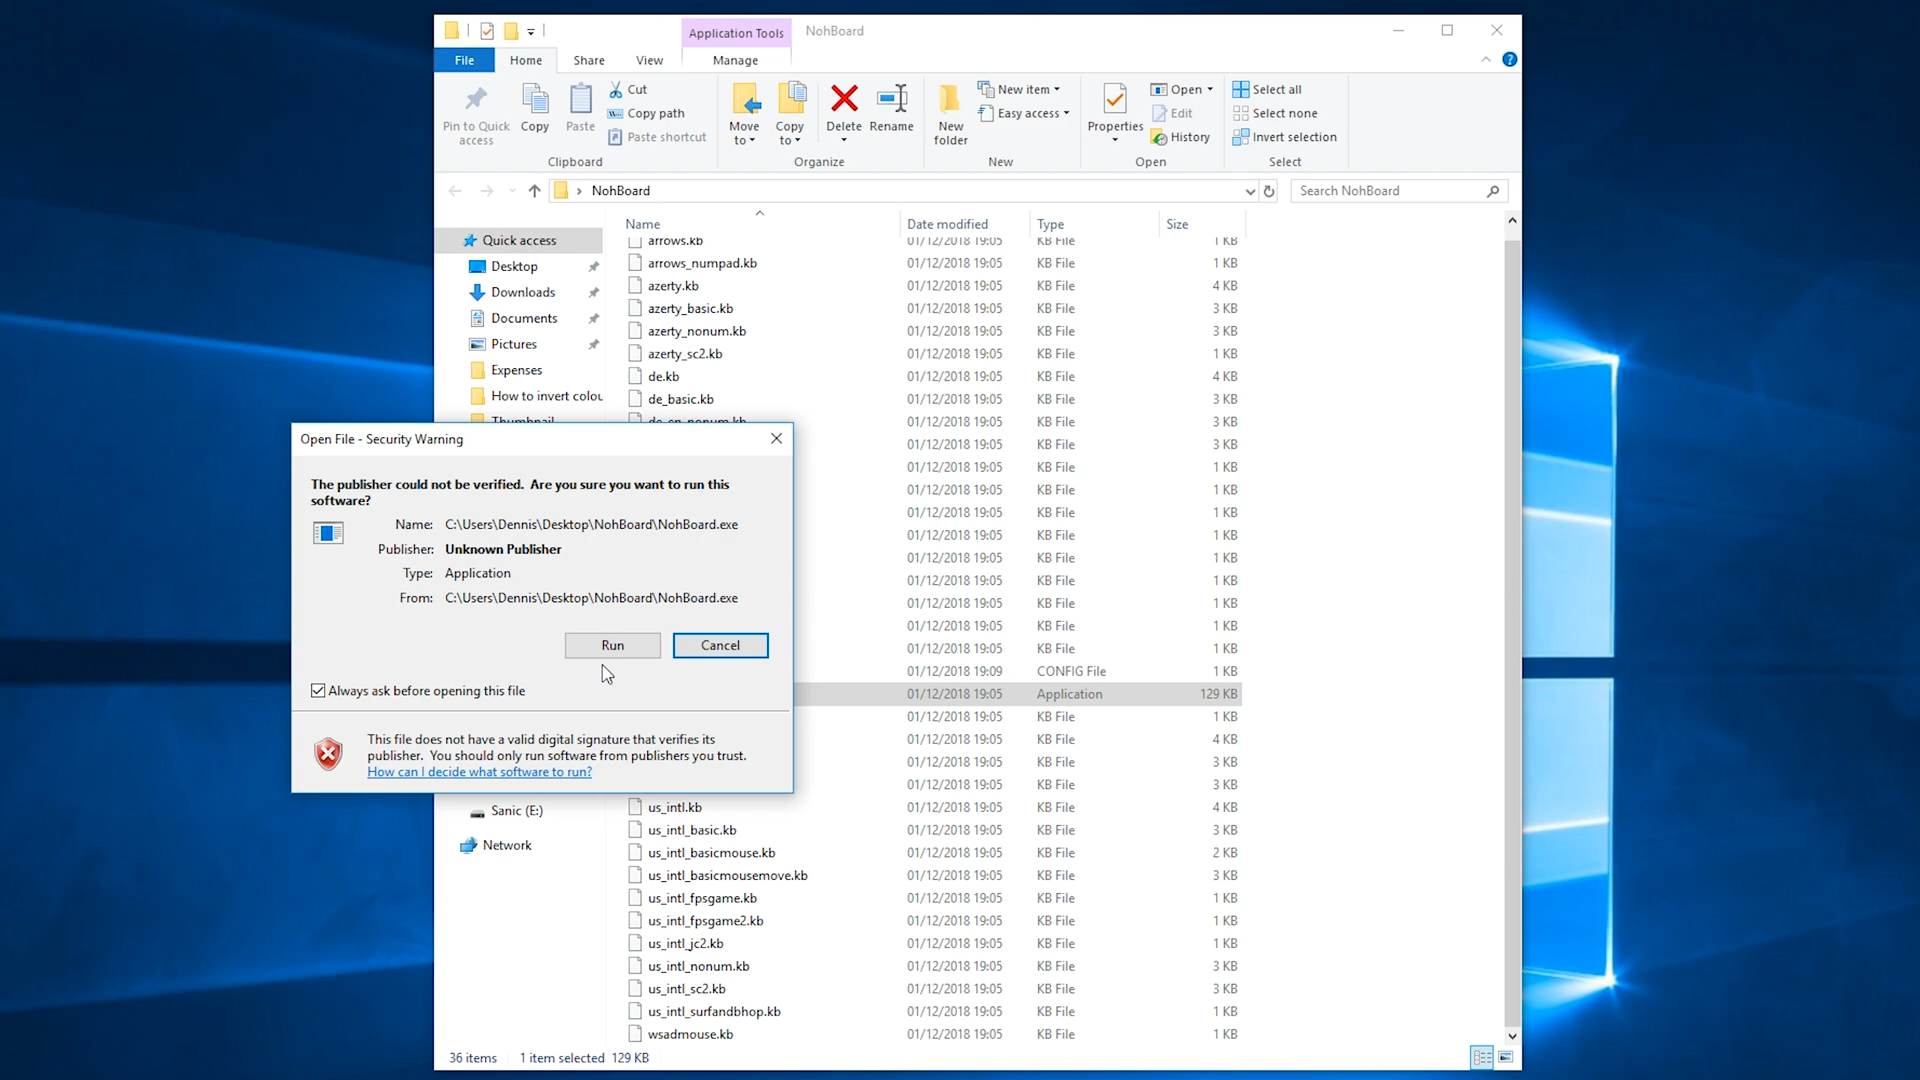 Application Tools
NohBoard
File
Home
Share
View
Manage
Pin to Quick access
Copy
Paste
Cut
Copy path
Paste shortcut
Move to
Copy to
Delete
Rename
New folder
New item
Easy access
Properties
Open
Edit
History
Select all
Select none
Invert selection
Clipboard
Organize
New
Open
Select
NohBoard
Search NohBoard
Name
Date modified
Type
Size
Quick access
Desktop
Downloads
Documents
Pictures
Expenses
How to invert colou
Thumbnail
Sanic (E:)
Network
arrows.kb 01/12/2018 19:05 KB File 1 KB
arrows_numpad.kb 01/12/2018 19:05 KB File 1 KB
azerty.kb 01/12/2018 19:05 KB File 4 KB
azerty_basic.kb 01/12/2018 19:05 KB File 3 KB
azerty_nonum.kb 01/12/2018 19:05 KB File 3 KB
azerty_sc2.kb 01/12/2018 19:05 KB File 1 KB
de.kb 01/12/2018 19:05 KB File 4 KB
de_basic.kb 01/12/2018 19:05 KB File 3 KB
de_en_nonum.kb 01/12/2018 19:05 KB File 3 KB
01/12/2018 19:05 KB File 3 KB
01/12/2018 19:05 KB File 1 KB
01/12/2018 19:05 KB File 1 KB
01/12/2018 19:05 KB File 1 KB
01/12/2018 19:05 KB File 1 KB
01/12/2018 19:05 KB File 1 KB
01/12/2018 19:05 KB File 1 KB
01/12/2018 19:05 KB File 1 KB
01/12/2018 19:05 KB File 1 KB
01/12/2018 19:05 KB File 1 KB
01/12/2018 19:09 CONFIG File 1 KB
01/12/2018 19:05 Application 129 KB
01/12/2018 19:05 KB File 1 KB
01/12/2018 19:05 KB File 4 KB
01/12/2018 19:05 KB File 3 KB
01/12/2018 19:05 KB File 3 KB
us_intl.kb 01/12/2018 19:05 KB File 4 KB
us_intl_basic.kb 01/12/2018 19:05 KB File 3 KB
us_intl_basicmouse.kb 01/12/2018 19:05 KB File 2 KB
us_intl_basicmousemove.kb 01/12/2018 19:05 KB File 3 KB
us_intl_fpsgame.kb 01/12/2018 19:05 KB File 1 KB
us_intl_fpsgame2.kb 01/12/2018 19:05 KB File 1 KB
us_intl_jc2.kb 01/12/2018 19:05 KB File 1 KB
us_intl_nonum.kb 01/12/2018 19:05 KB File 3 KB
us_intl_sc2.kb 01/12/2018 19:05 KB File 3 KB
us_intl_surfandbhop.kb 01/12/2018 19:05 KB File 1 KB
wsadmouse.kb 01/12/2018 19:05 KB File 1 KB
Open File - Security Warning
The publisher could not be verified. Are you sure you want to run this
software?
Name: C:\Users\Dennis\Desktop\NohBoard\NohBoard.exe
Publisher: Unknown Publisher
Type: Application
From: C:\Users\Dennis\Desktop\NohBoard\NohBoard.exe
Run
Cancel
Always ask before opening this file
This file does not have a valid digital signature that verifies its
publisher. You should only run software from publishers you trust.
How can I decide what software to run?
36 items
1 item selected 129 KB